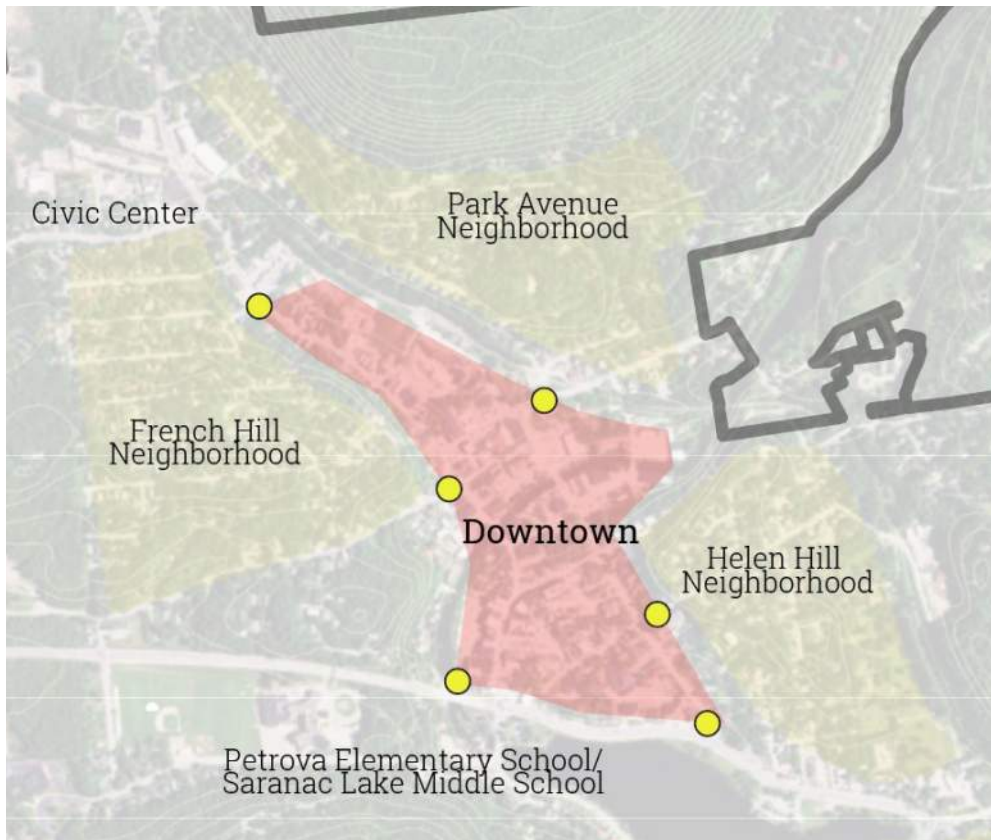 Park Avenue
Neighborhood
Civic Center
French Hill
Neighborhood
Downtown
Helen Hill
Neighborhood
Petrova Elementary School/
Saranac Lake Middle School